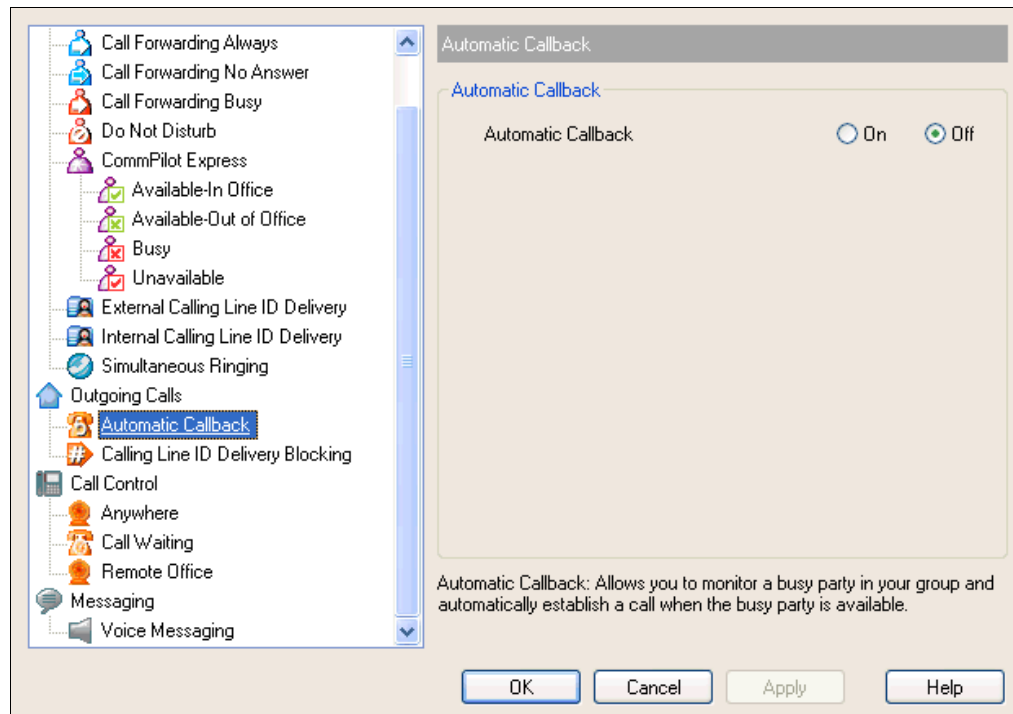 Call Forwarding Always
Call Forwarding No Answer
Call Forwarding Busy
Do Not Disturb
CommPilot Express
Available-In Office
Available-Out of Office
Busy
Unavailable
External Calling Line ID Delivery
Internal Calling Line ID Delivery
Simultaneous Ringing
Outgoing Calls
Automatic Callback
Calling Line ID Delivery Blocking
Call Control
Anywhere
Call Waiting
Remote Office
Messaging
Voice Messaging
Automatic Callback
Automatic Callback
Automatic Callback On Off
Automatic Callback: Allows you to monitor a busy party in your group and
automatically establish a call when the busy party is available.
OK Cancel Apply Help